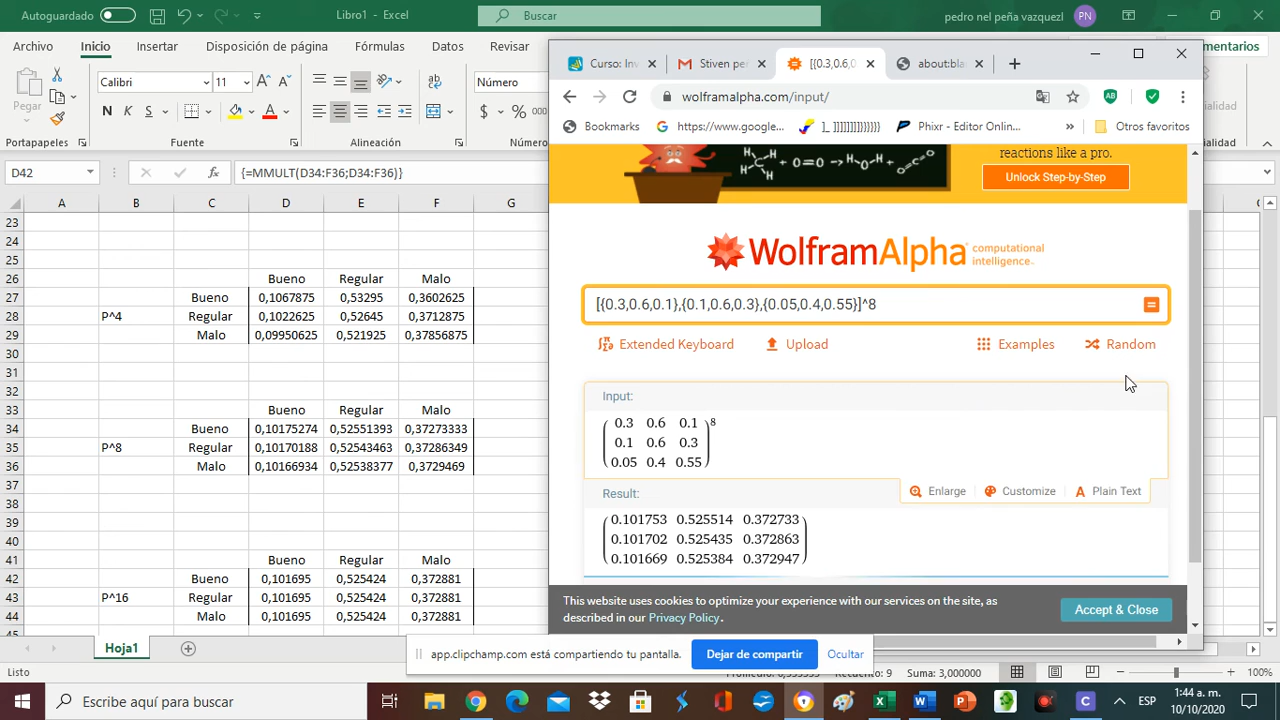 Autoguardado
Libro1 - Excel
Buscar
pedro nel peña vazquezl
PN
Archivo Inicio Insertar Disposición de página Fórmulas Datos Revisar
mentarios
Pegar
Calibri 11
N K S
Número
$ % 000
Portapapeles Fuente Alineación
D42
{=MMULT(D34:F36;D34:F36)}
A B C D E F G
23
24
25
26 Bueno Regular Malo
27 Bueno 0,1067875 0,53295 0,3602625
28 P^4 Regular 0,1022625 0,52645 0,3712875
29 Malo 0,09950625 0,521925 0,37856875
30
31
32
33 Bueno Regular Malo
34 Bueno 0,10175274 0,52551393 0,37273333
35 P^8 Regular 0,10170188 0,52543463 0,37286349
36 Malo 0,10166934 0,52538377 0,3729469
37
38
39
40
41 Bueno Regular Malo
42 Bueno 0,101695 0,525424 0,372881
43 P^16 Regular 0,101695 0,525424 0,372881
44 Malo 0,101695 0,525424 0,372881
45
Hoja1
Listo
Recuento: 9 Suma: 3,000000
100%
Curso: Inv
Stiven per
[{0.3,0.6,0
about:bla
wolframalpha.com/input/
Bookmarks
https://www.google...
Phixr - Editor Onlin...
»
Otros favoritos
reactions like a pro.
Unlock Step-by-Step
WolframAlpha computational intelligence™
[{0.3,0.6,0.1},{0.1,0.6,0.3},{0.05,0.4,0.55}]^8
Extended Keyboard Upload Examples Random
Input:
0.3 0.6 0.1 8
0.1 0.6 0.3
0.05 0.4 0.55
Result:
Enlarge Customize Plain Text
0.101753 0.525514 0.372733
0.101702 0.525435 0.372863
0.101669 0.525384 0.372947
This website uses cookies to optimize your experience with our services on the site, as
described in our Privacy Policy.
Accept & Close
app.clipchamp.com está compartiendo tu pantalla.
Dejar de compartir
Ocultar
Escribe aquí para buscar
ESP
1:44 a. m.
10/10/2020